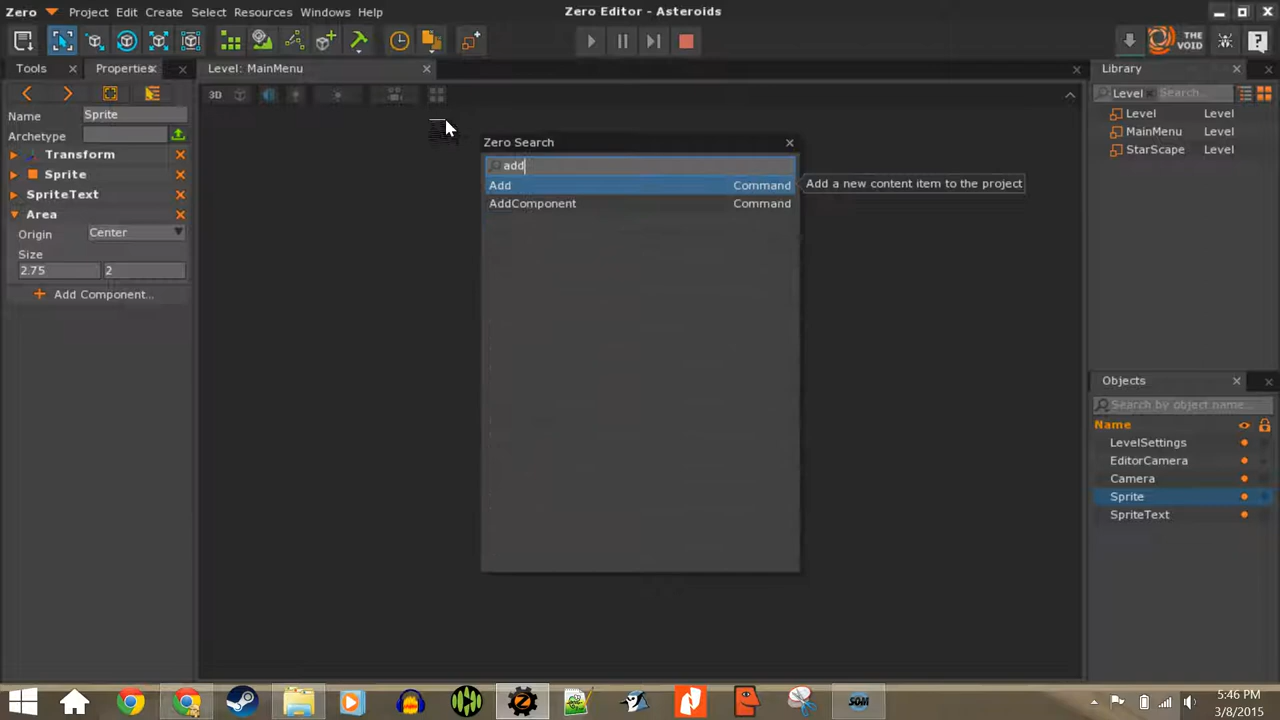 Zero Project Edit Create Select Resources Windows Help
Zero Editor - Asteroids
THE VOID
Tools Properties Level: MainMenu Library
3D
Level Search...
Name Sprite
Archetype
Transform
Sprite
SpriteText
Area
Origin Center
Size
2.75 2
Add Component...
Zero Search
add
Add Command
AddComponent Command
Add a new content item to the project
Level Level
MainMenu Level
StarScape Level
Objects
Search by object name...
Name
LevelSettings
EditorCamera
Camera
Sprite
SpriteText
SOM
5:46 PM
3/8/2015